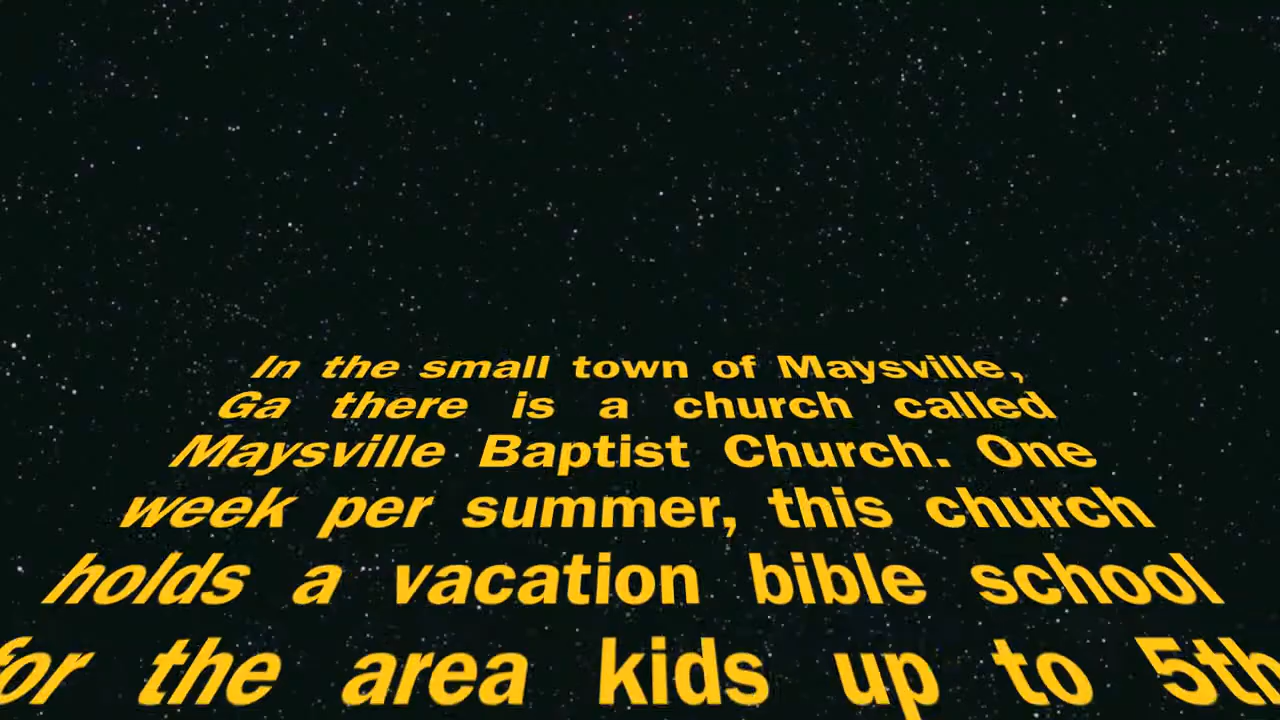 In the small town of Maysville,
Ga there is a church called
Maysville Baptist Church. One
week per summer, this church
holds a vacation bible school
for the area kids up to 5th